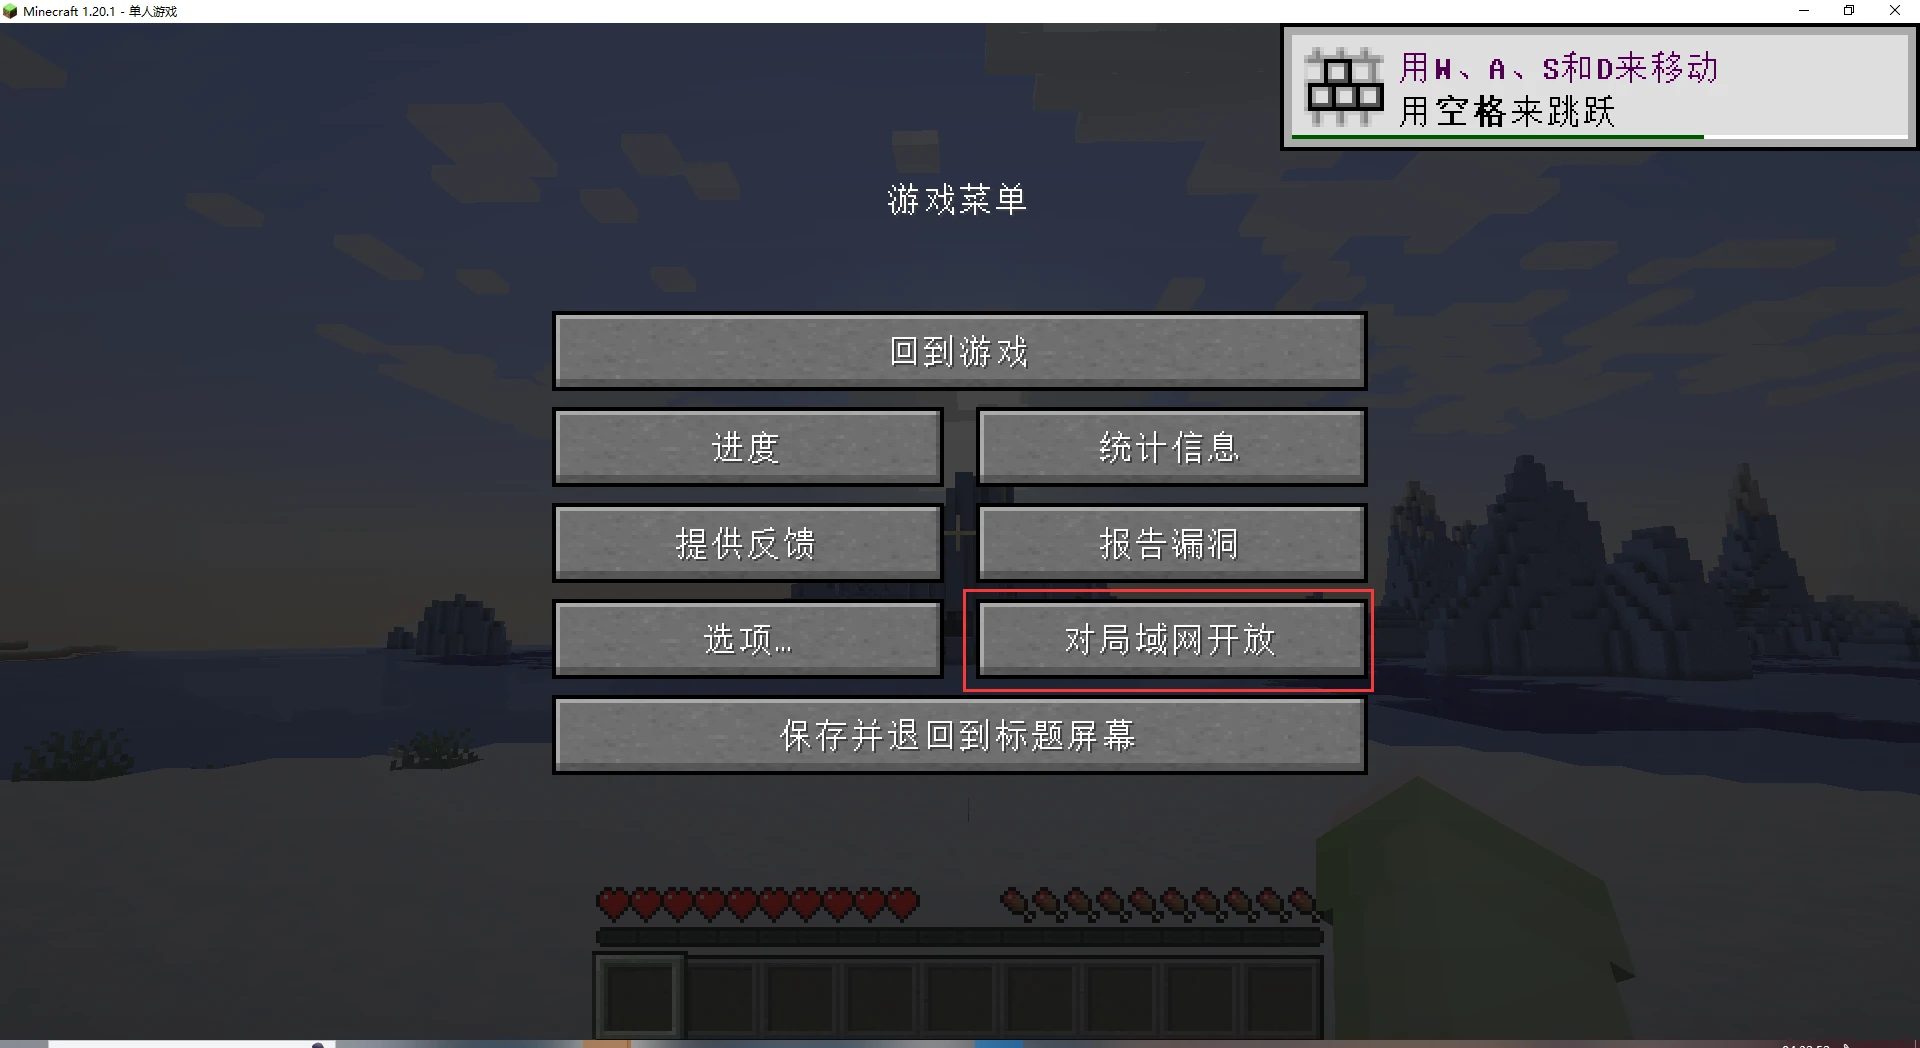 Minecraft 1.20.1 - 单人游戏
用W、A、S和D来移动
用空格来跳跃
游戏菜单
回到游戏
进度
统计信息
提供反馈
报告漏洞
选项...
对局域网开放
保存并退回到标题屏幕